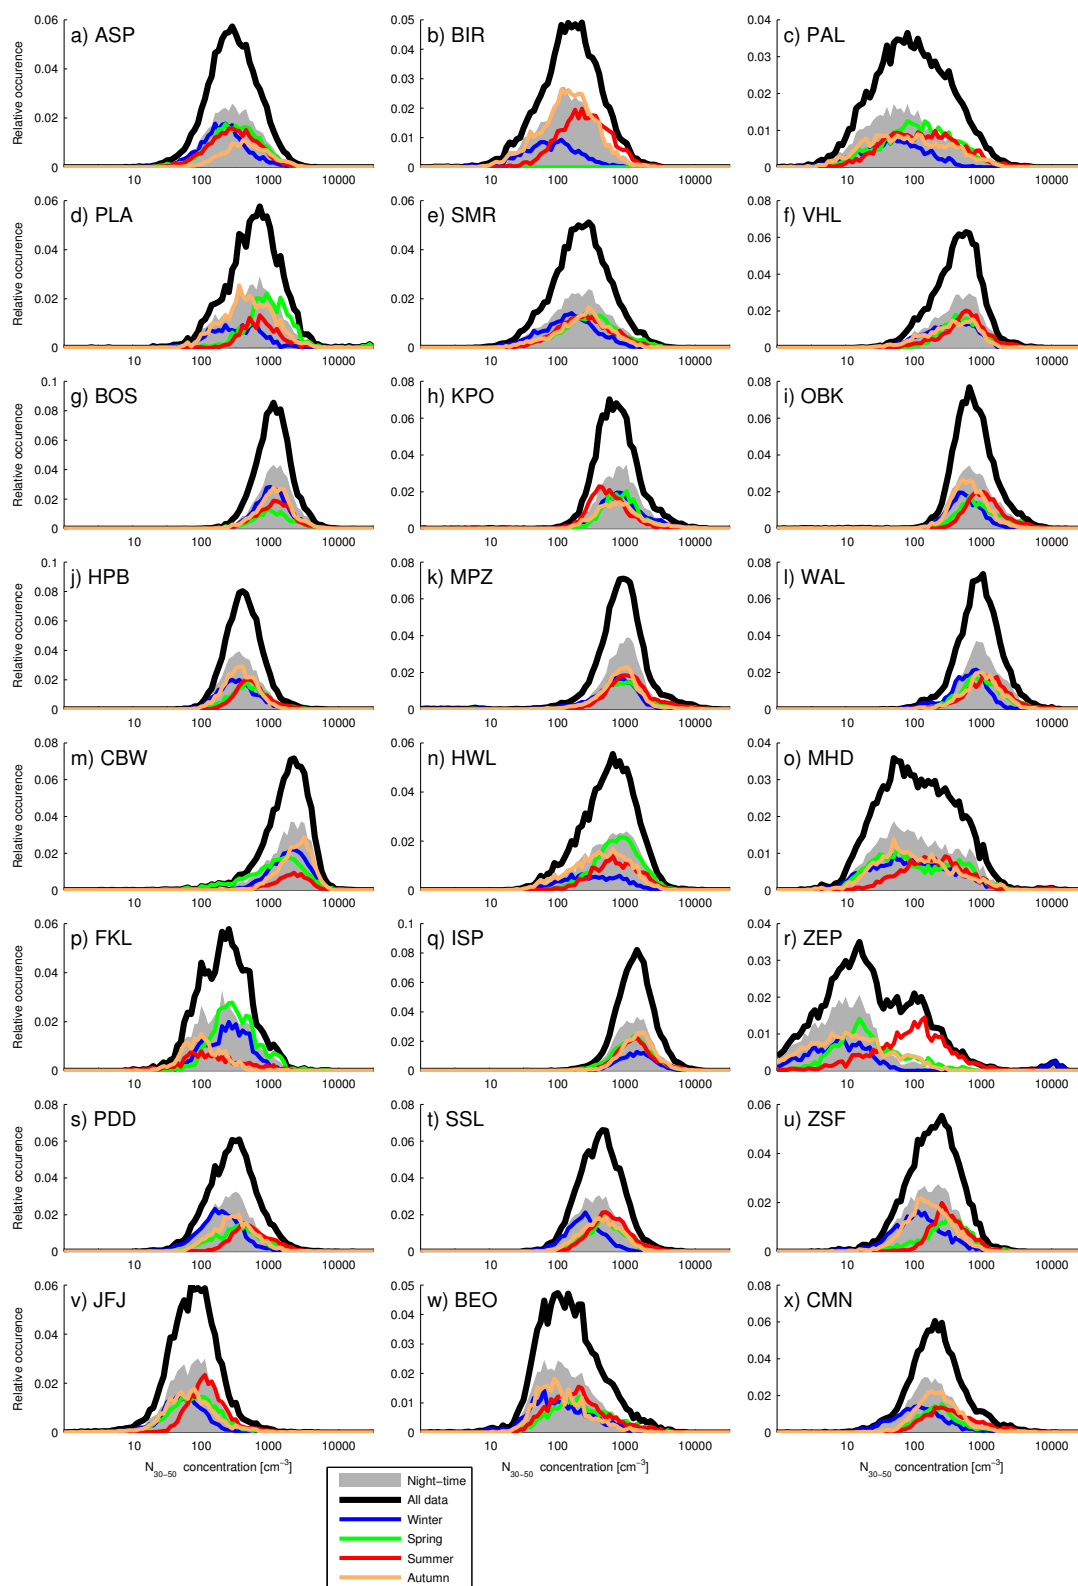 a) ASP
b) BIR
c) PAL
Relative occurence
0.06
0.04
0.02
0
10 100 1000 10000
0.05
0.04
0.03
0.02
0.01
0
10 100 1000 10000
0.04
0.03
0.02
0.01
0
10 100 1000 10000
d) PLA
e) SMR
f) VHL
Relative occurence
0.06
0.04
0.02
0
10 100 1000 10000
0.06
0.04
0.02
0
10 100 1000 10000
0.08
0.06
0.04
0.02
0
10 100 1000 10000
g) BOS
h) KPO
i) OBK
Relative occurence
0.1
0.08
0.06
0.04
0.02
0
10 100 1000 10000
0.08
0.06
0.04
0.02
0
10 100 1000 10000
0.08
0.06
0.04
0.02
0
10 100 1000 10000
j) HPB
k) MPZ
l) WAL
Relative occurence
0.1
0.08
0.06
0.04
0.02
0
10 100 1000 10000
0.08
0.06
0.04
0.02
0
10 100 1000 10000
0.08
0.06
0.04
0.02
0
10 100 1000 10000
m) CBW
n) HWL
o) MHD
Relative occurence
0.08
0.06
0.04
0.02
0
10 100 1000 10000
0.06
0.04
0.02
0
10 100 1000 10000
0.04
0.03
0.02
0.01
0
10 100 1000 10000
p) FKL
q) ISP
r) ZEP
Relative occurence
0.06
0.04
0.02
0
10 100 1000 10000
0.1
0.08
0.06
0.04
0.02
0
10 100 1000 10000
0.04
0.03
0.02
0.01
0
10 100 1000 10000
s) PDD
t) SSL
u) ZSF
Relative occurence
0.08
0.06
0.04
0.02
0
10 100 1000 10000
0.08
0.06
0.04
0.02
0
10 100 1000 10000
0.06
0.04
0.02
0
10 100 1000 10000
v) JFJ
w) BEO
x) CMN
Relative occurence
0.06
0.04
0.02
0
10 100 1000 10000
0.05
0.04
0.03
0.02
0.01
0
10 100 1000 10000
0.08
0.06
0.04
0.02
0
10 100 1000 10000
N30−50 concentration [cm−3]
N30−50 concentration [cm−3]
N30−50 concentration [cm−3]
Night−time
All data
Winter
Spring
Summer
Autumn